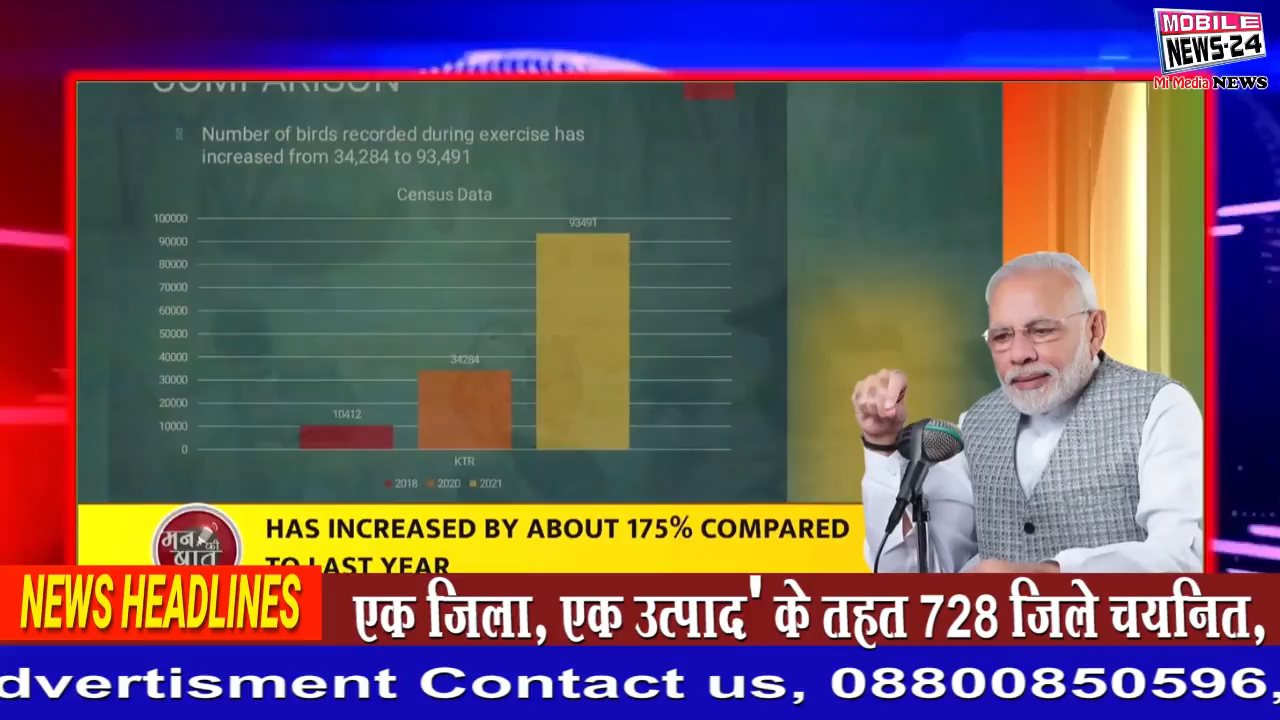 MOBILE
NEWS-24
Mi Media NEWS
COMPARISON
Number of birds recorded during exercise has
increased from 34,284 to 93,491
Census Data
100000
90000
80000
70000
60000
50000
40000
30000
20000
10000
0
10412
34284
93491
KTR
2018 2020 2021
मन की
बात
HAS INCREASED BY ABOUT 175% COMPARED
TO LAST YEAR
NEWS HEADLINES
एक जिला, एक उत्पाद' के तहत 728 जिले चयनित,
dvertisment Contact us, 08800850596,